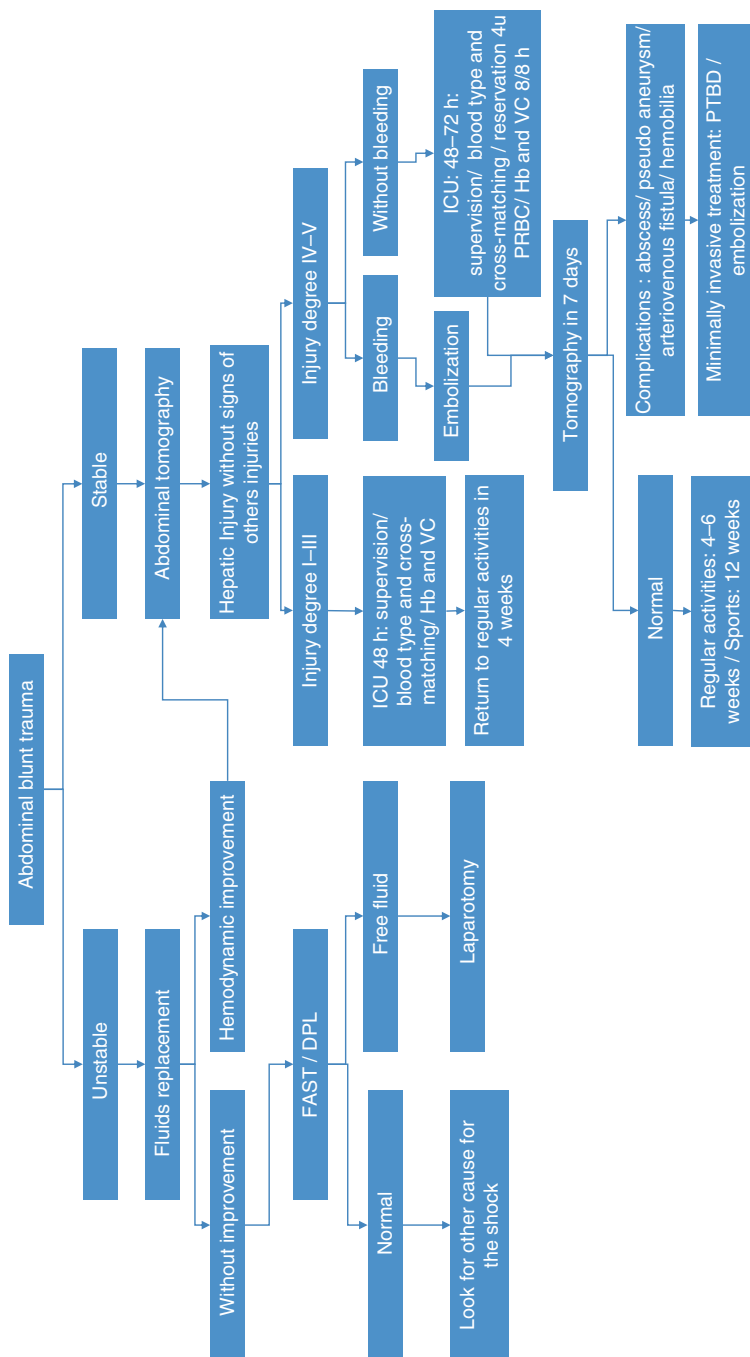 Abdominal blunt trauma
Unstable
Stable
Fluids replacement
Abdominal tomography
Without improvement
Hemodynamic improvement
Hepatic Injury without signs of
others injuries
FAST / DPL
Injury degree I–III
Injury degree IV–V
Normal
Free fluid
ICU 48 h: supervision/
blood type and cross-
matching/ Hb and VC
Bleeding
Without bleeding
Look for other cause for
the shock
Laparotomy
Return to regular activities in
4 weeks
Embolization
ICU: 48–72 h:
supervision/ blood type and
cross-matching / reservation 4u
PRBC/ Hb and VC 8/8 h
Tomography in 7 days
Normal
Complications : abscess/ pseudo aneurysm/
arteriovenous fistula/ hemobilia
Regular activities: 4–6
weeks / Sports: 12 weeks
Minimally invasive treatment: PTBD /
embolization